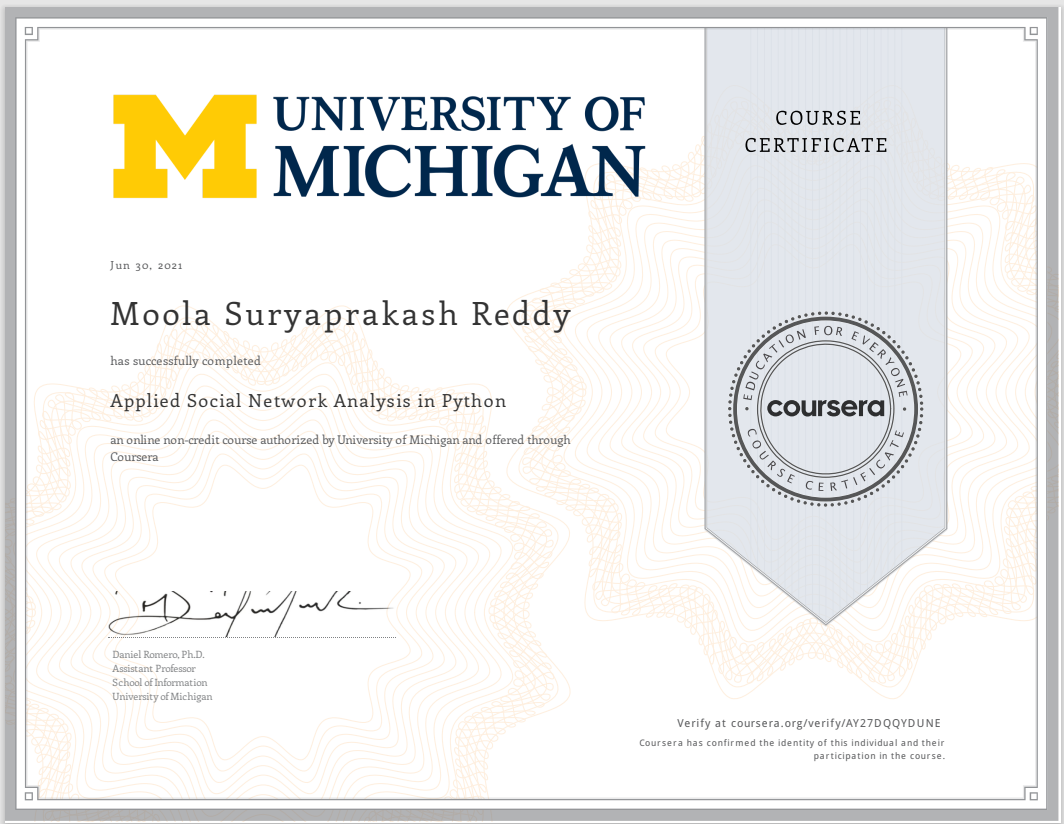 UNIVERSITY OF
MICHIGAN
COURSE
CERTIFICATE
Jun 30, 2021
Moola Suryaprakash Reddy
has successfully completed
Applied Social Network Analysis in Python
an online non-credit course authorized by University of Michigan and offered through
Coursera
EDUCATION FOR EVERYONE
coursera
COURSE CERTIFICATE
Daniel Romero, Ph.D.
Assistant Professor
School of Information
University of Michigan
Verify at coursera.org/verify/AY27DQQYDUNE
Coursera has confirmed the identity of this individual and their
participation in the course.